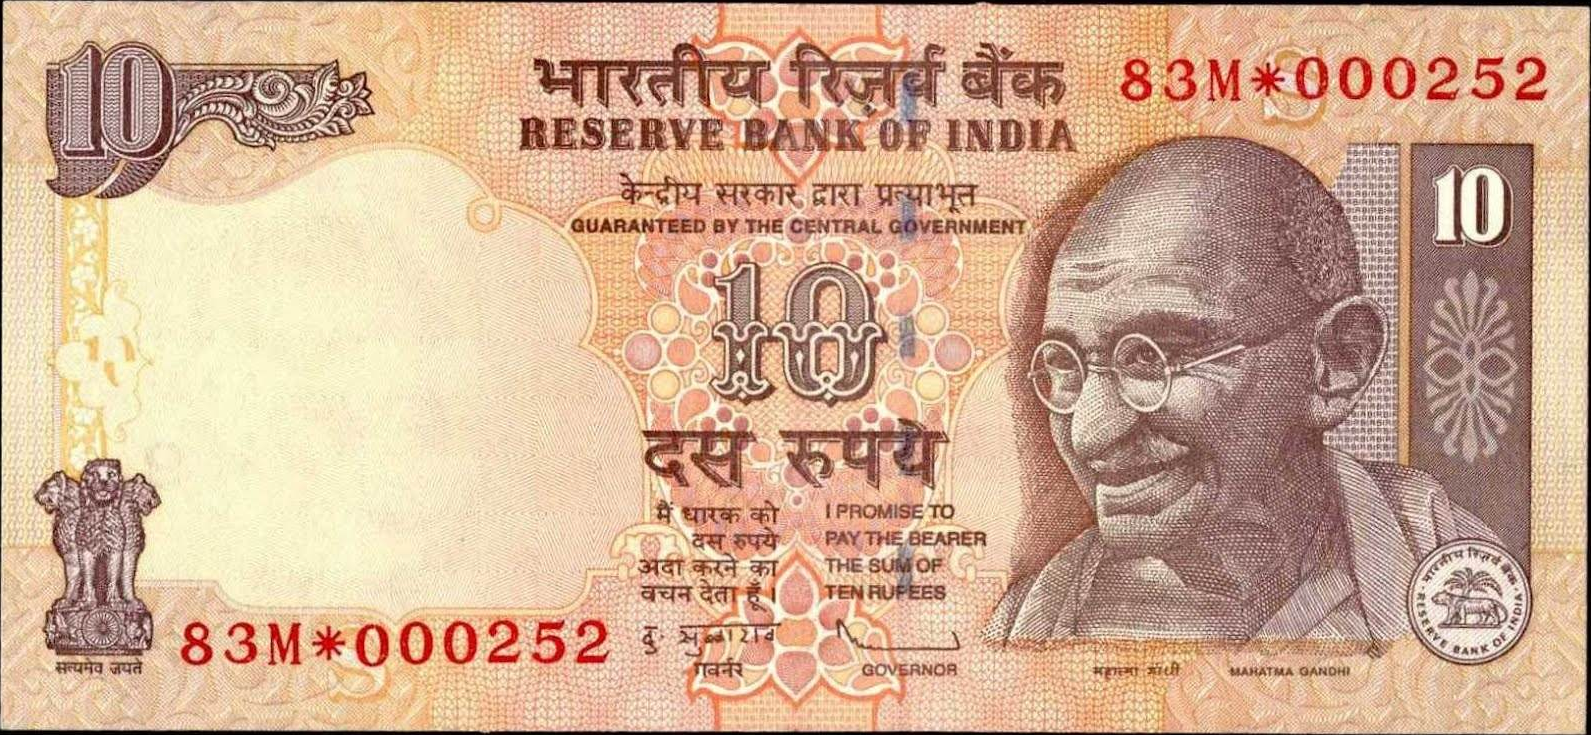 10
भारतीय रिज़र्व बैंक
RESERVE BANK OF INDIA
83M*000252
केन्द्रीय सरकार द्वारा प्रत्याभूत
GUARANTEED BY THE CENTRAL GOVERNMENT
10
10
दस रुपये
मैं धारक को
दस रुपये
अदा करने का
वचन देता हूँ।
I PROMISE TO
PAY THE BEARER
THE SUM OF
TEN RUPEES
गवर्नर
GOVERNOR
सत्यमेव जयते
83M*000252
महात्मा गांधी
MAHATMA GANDHI
भारतीय रिज़र्व बैंक
RESERVE BANK OF INDIA